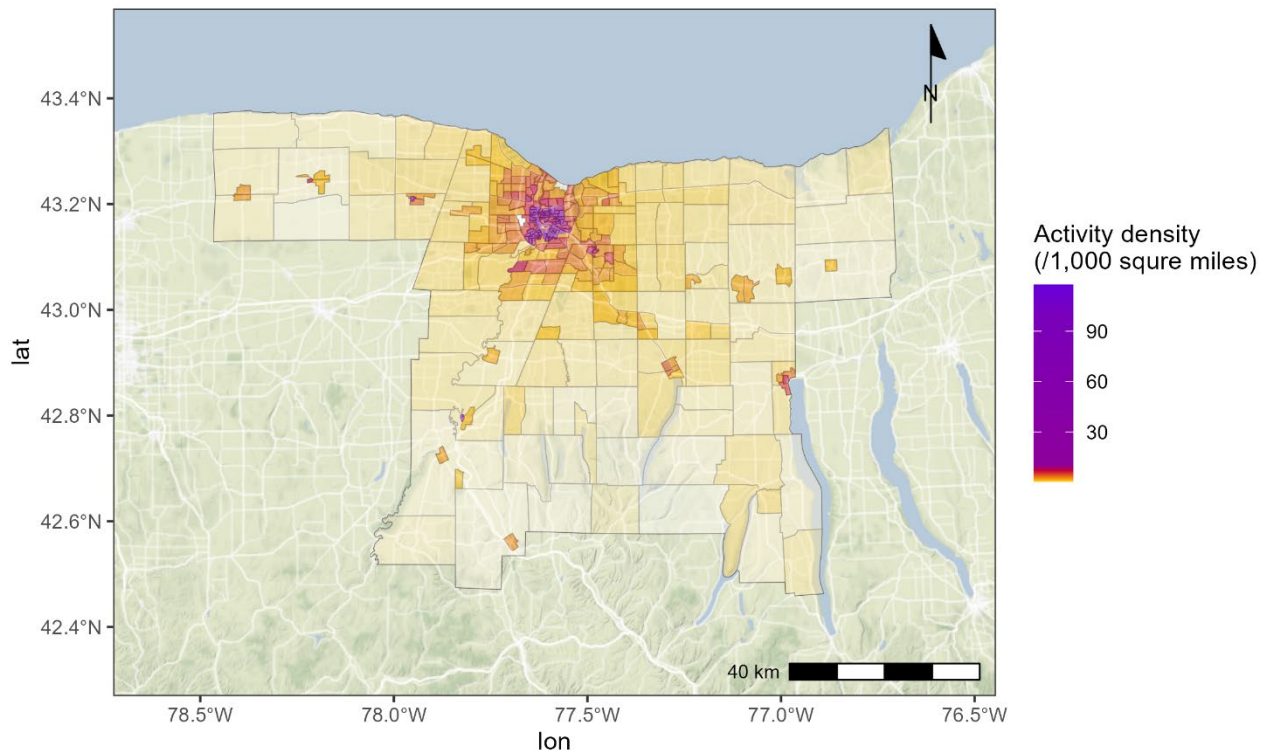 43.4°N
43.2°N
43.0°N
42.8°N
42.6°N
42.4°N
lat
78.5°W
78.0°W
77.5°W
77.0°W
76.5°W
lon
N
40 km
Activity density
(/1,000 squre miles)
90
60
30